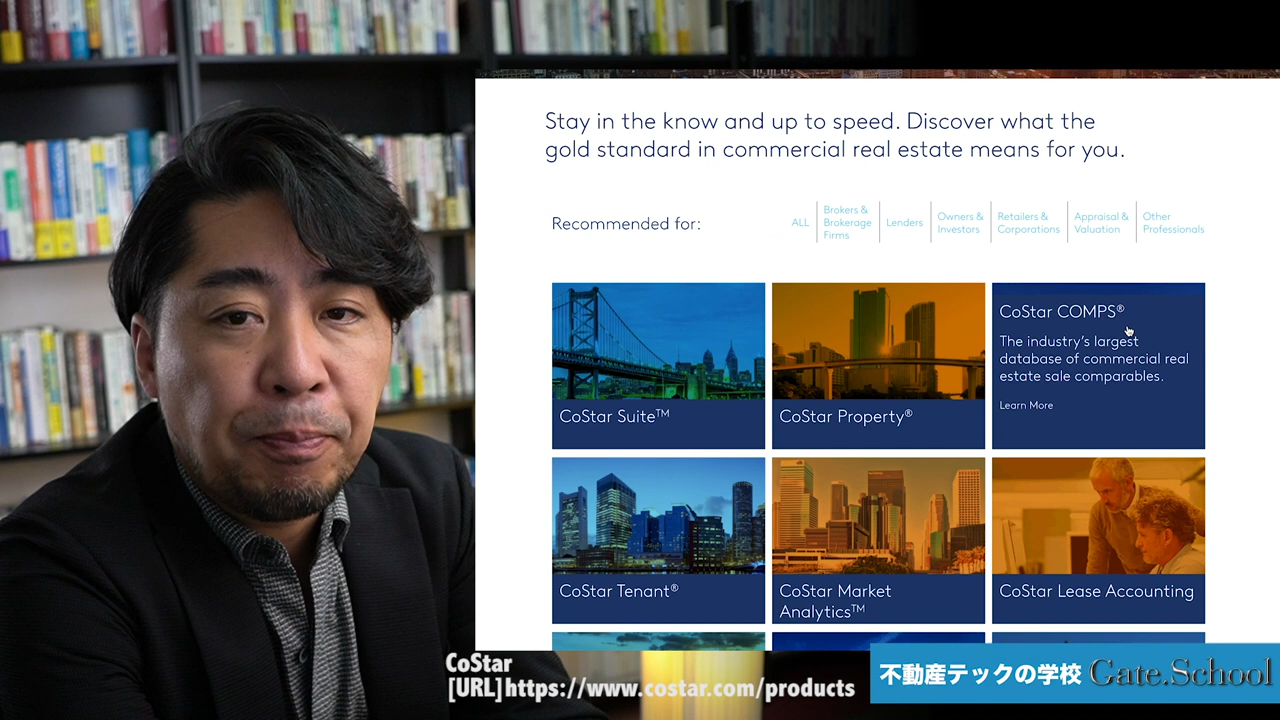 Stay in the know and up to speed. Discover what the
gold standard in commercial real estate means for you.
Recommended for:
ALL
Brokers &
Brokerage
Firms
Lenders
Owners &
Investors
Retailers &
Corporations
Appraisal &
Valuation
Other
Professionals
CoStar Suite™
CoStar Property®
CoStar COMPS®
The industry's largest
database of commercial real
estate sale comparables.
Learn More
CoStar Tenant®
CoStar Market
Analytics™
CoStar Lease Accounting
CoStar
[URL]https://www.costar.com/products
不動産テックの学校 Gate.School